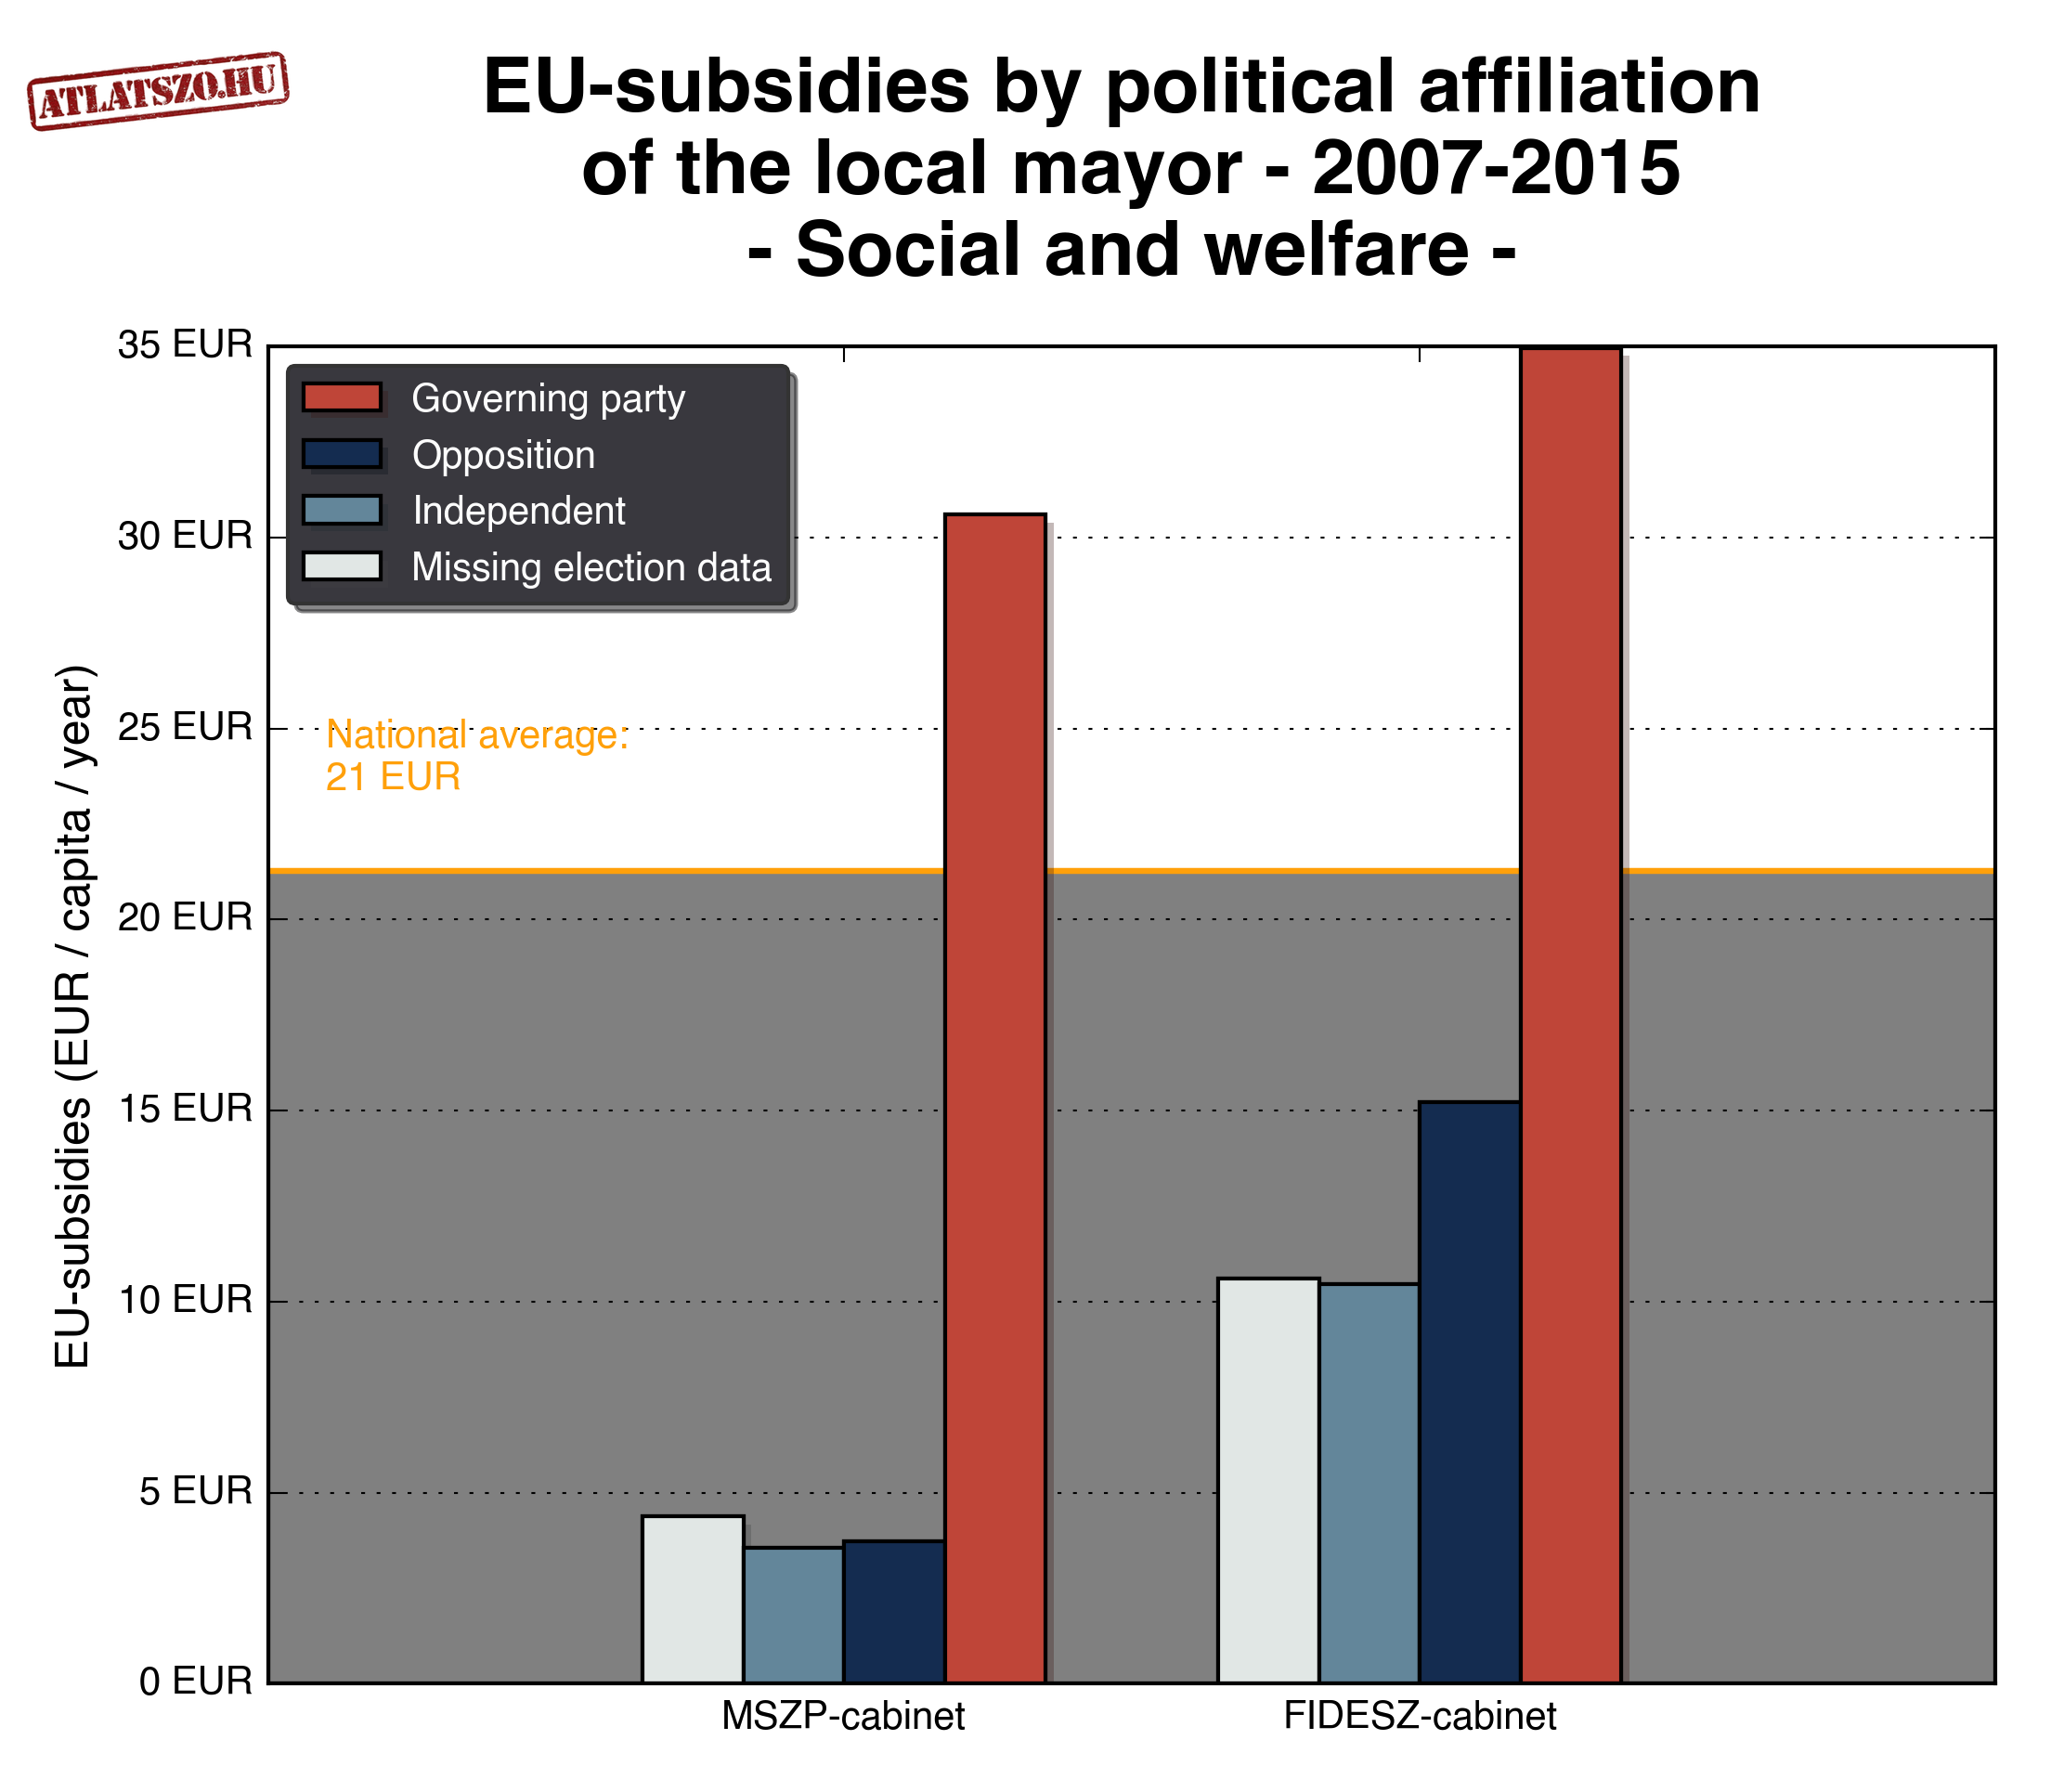 ATLATSZO.HU
EU-subsidies by political affiliation
of the local mayor - 2007-2015
- Social and welfare -
35 EUR
30 EUR
25 EUR
20 EUR
15 EUR
10 EUR
5 EUR
0 EUR
EU-subsidies (EUR / capita / year)
Governing party
Opposition
Independent
Missing election data
National average:
21 EUR
MSZP-cabinet
FIDESZ-cabinet